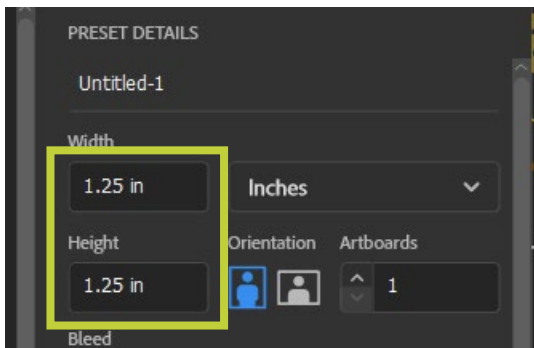 PRESET DETAILS
Untitled-1
Width
1.25 in Inches
Height Orientation Artboards
1.25 in 1
Bleed